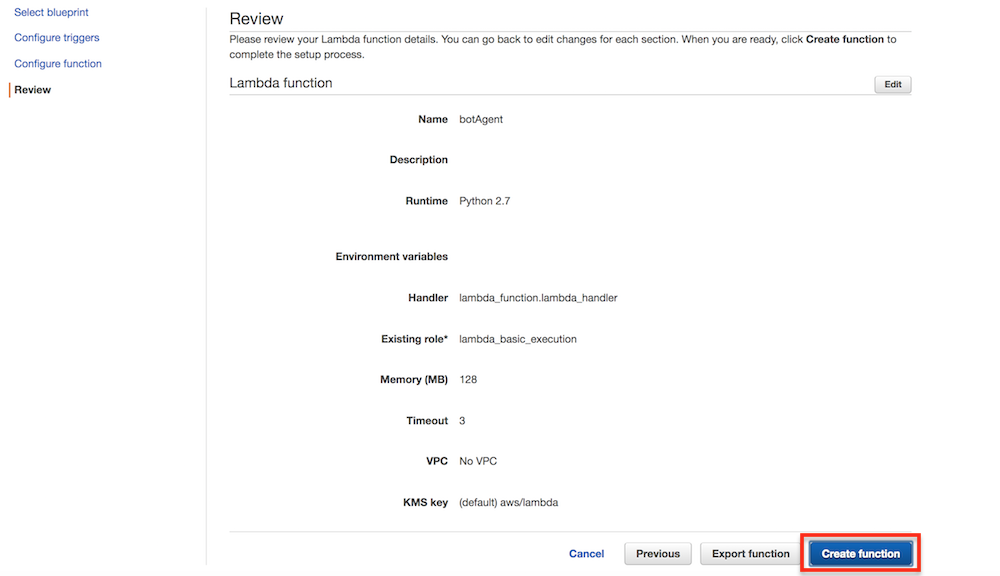 Select blueprint
Configure triggers
Configure function
Review
Review
Please review your Lambda function details. You can go back to edit changes for each section. When you are ready, click Create function to
complete the setup process.
Lambda function
Edit
Name botAgent
Description
Runtime Python 2.7
Environment variables
Handler lambda_function.lambda_handler
Existing role* lambda_basic_execution
Memory (MB) 128
Timeout 3
VPC No VPC
KMS key (default) aws/lambda
Cancel Previous Export function Create function